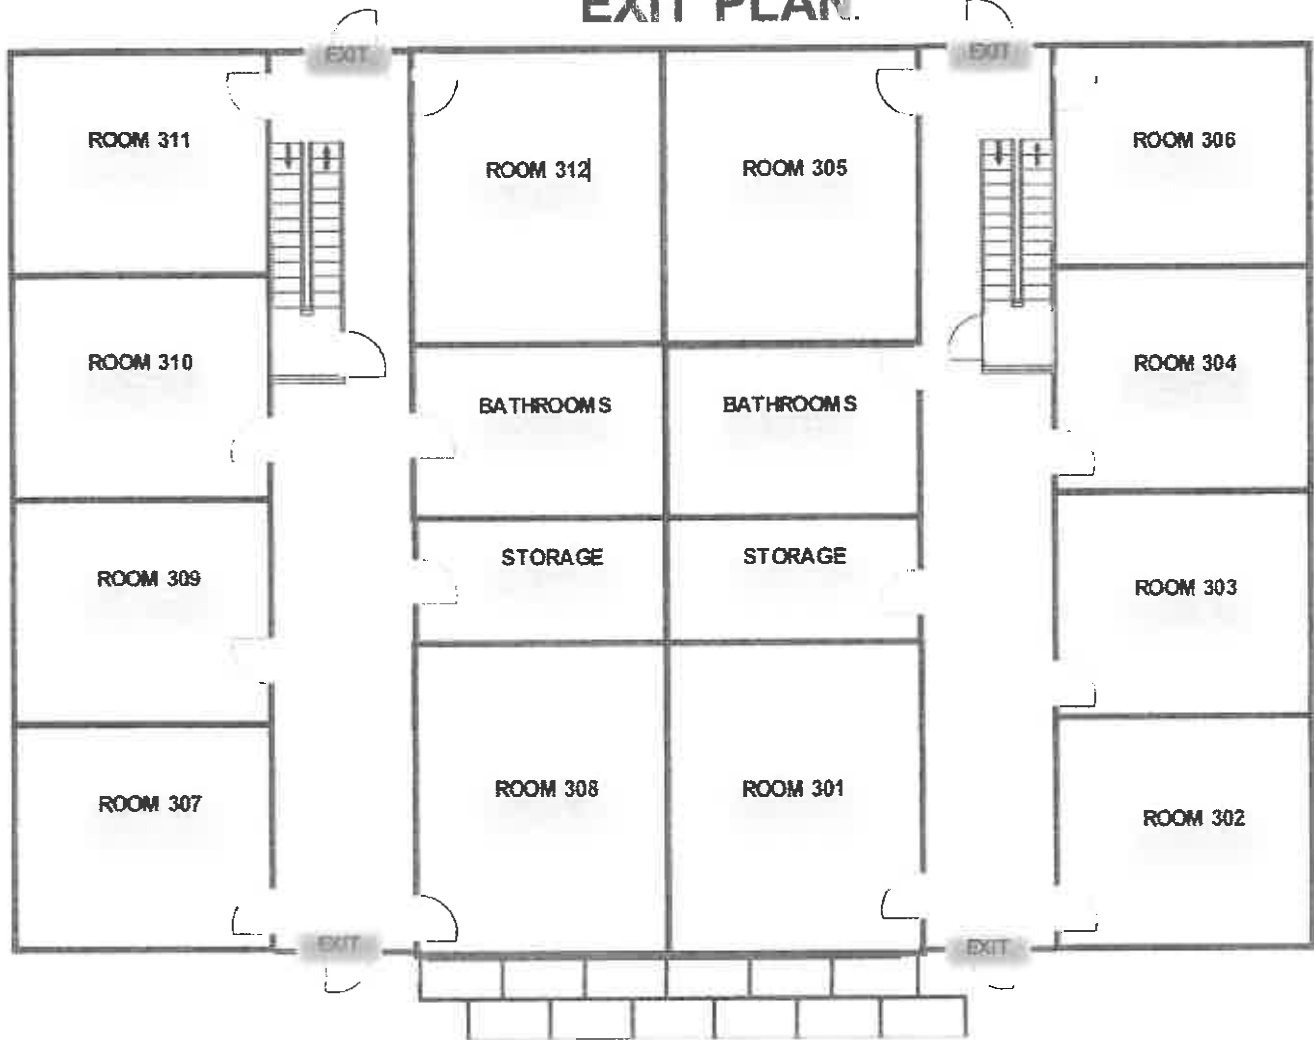 EXIT PLAN
EXIT
EXIT
ROOM 311
ROOM 312
ROOM 305
ROOM 306
ROOM 310
BATHROOMS
BATHROOMS
ROOM 304
ROOM 309
STORAGE
STORAGE
ROOM 303
ROOM 307
ROOM 308
ROOM 301
ROOM 302
EXIT
EXIT